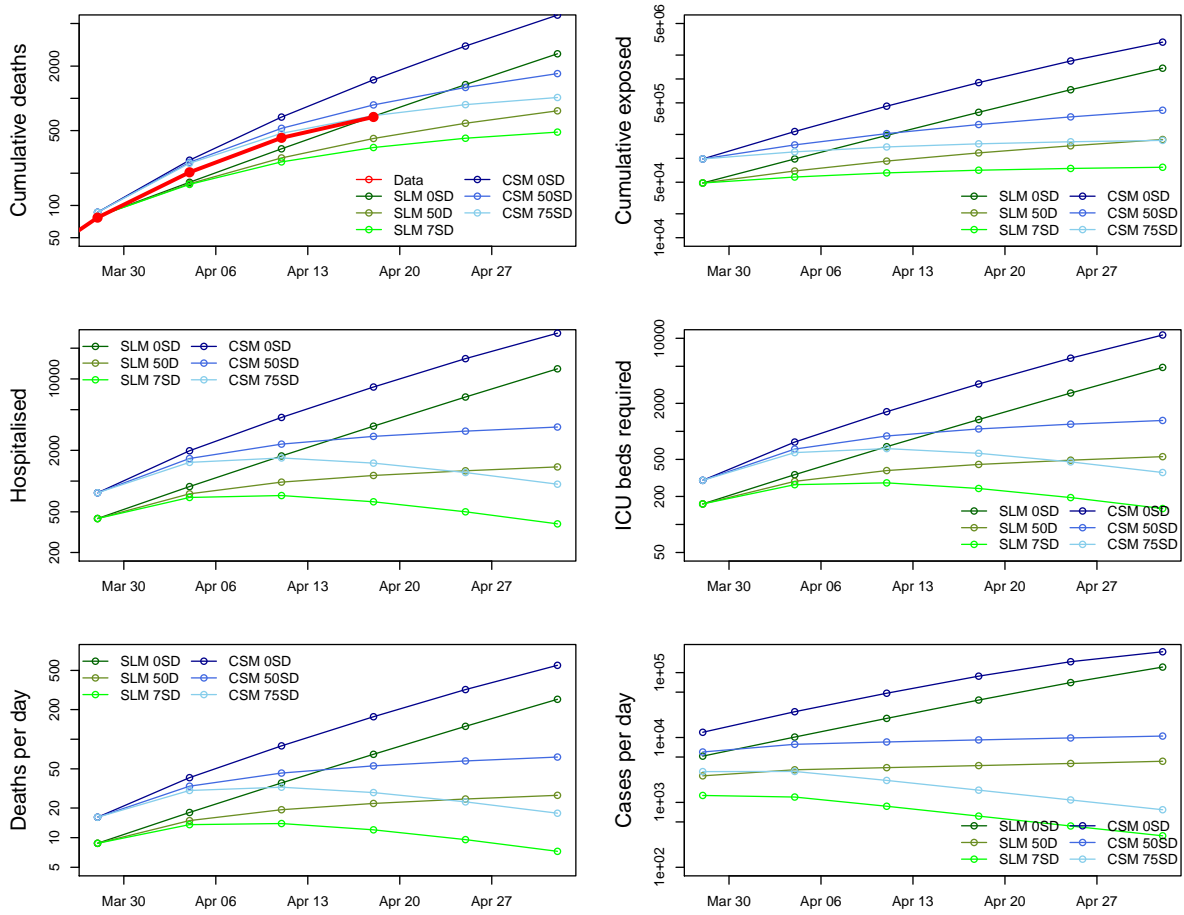 Cumulative deaths
2000
500
100
50
Data
SLM 0SD
SLM 50D
SLM 7SD
CSM 0SD
CSM 50SD
CSM 75SD
Mar 30 Apr 06 Apr 13 Apr 20 Apr 27
Cumulative exposed
5e+06
5e+05
5e+04
1e+04
SLM 0SD
SLM 50D
SLM 7SD
CSM 0SD
CSM 50SD
CSM 75SD
Mar 30 Apr 06 Apr 13 Apr 20 Apr 27
Hospitalised
10000
2000
500
200
SLM 0SD
SLM 50D
SLM 7SD
CSM 0SD
CSM 50SD
CSM 75SD
Mar 30 Apr 06 Apr 13 Apr 20 Apr 27
ICU beds required
10000
2000
500
200
50
SLM 0SD
SLM 50D
SLM 7SD
CSM 0SD
CSM 50SD
CSM 75SD
Mar 30 Apr 06 Apr 13 Apr 20 Apr 27
Deaths per day
500
200
50
20
10
5
SLM 0SD
SLM 50D
SLM 7SD
CSM 0SD
CSM 50SD
CSM 75SD
Mar 30 Apr 06 Apr 13 Apr 20 Apr 27
Cases per day
1e+05
1e+04
1e+03
1e+02
SLM 0SD
SLM 50D
SLM 7SD
CSM 0SD
CSM 50SD
CSM 75SD
Mar 30 Apr 06 Apr 13 Apr 20 Apr 27